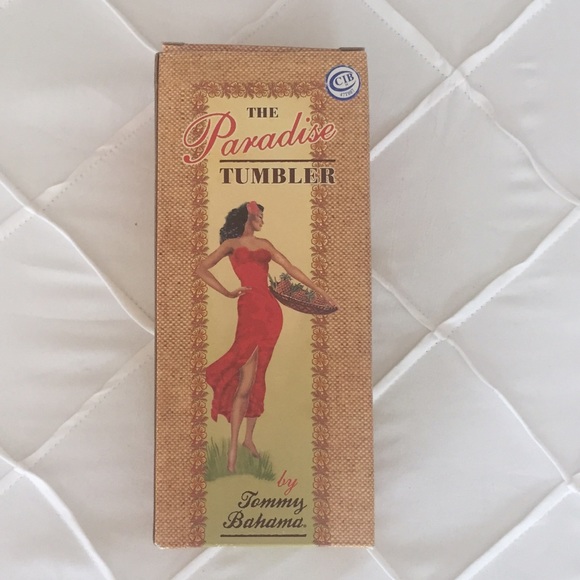 THE
Paradise
TUMBLER
CIB
by
Tommy
Bahama